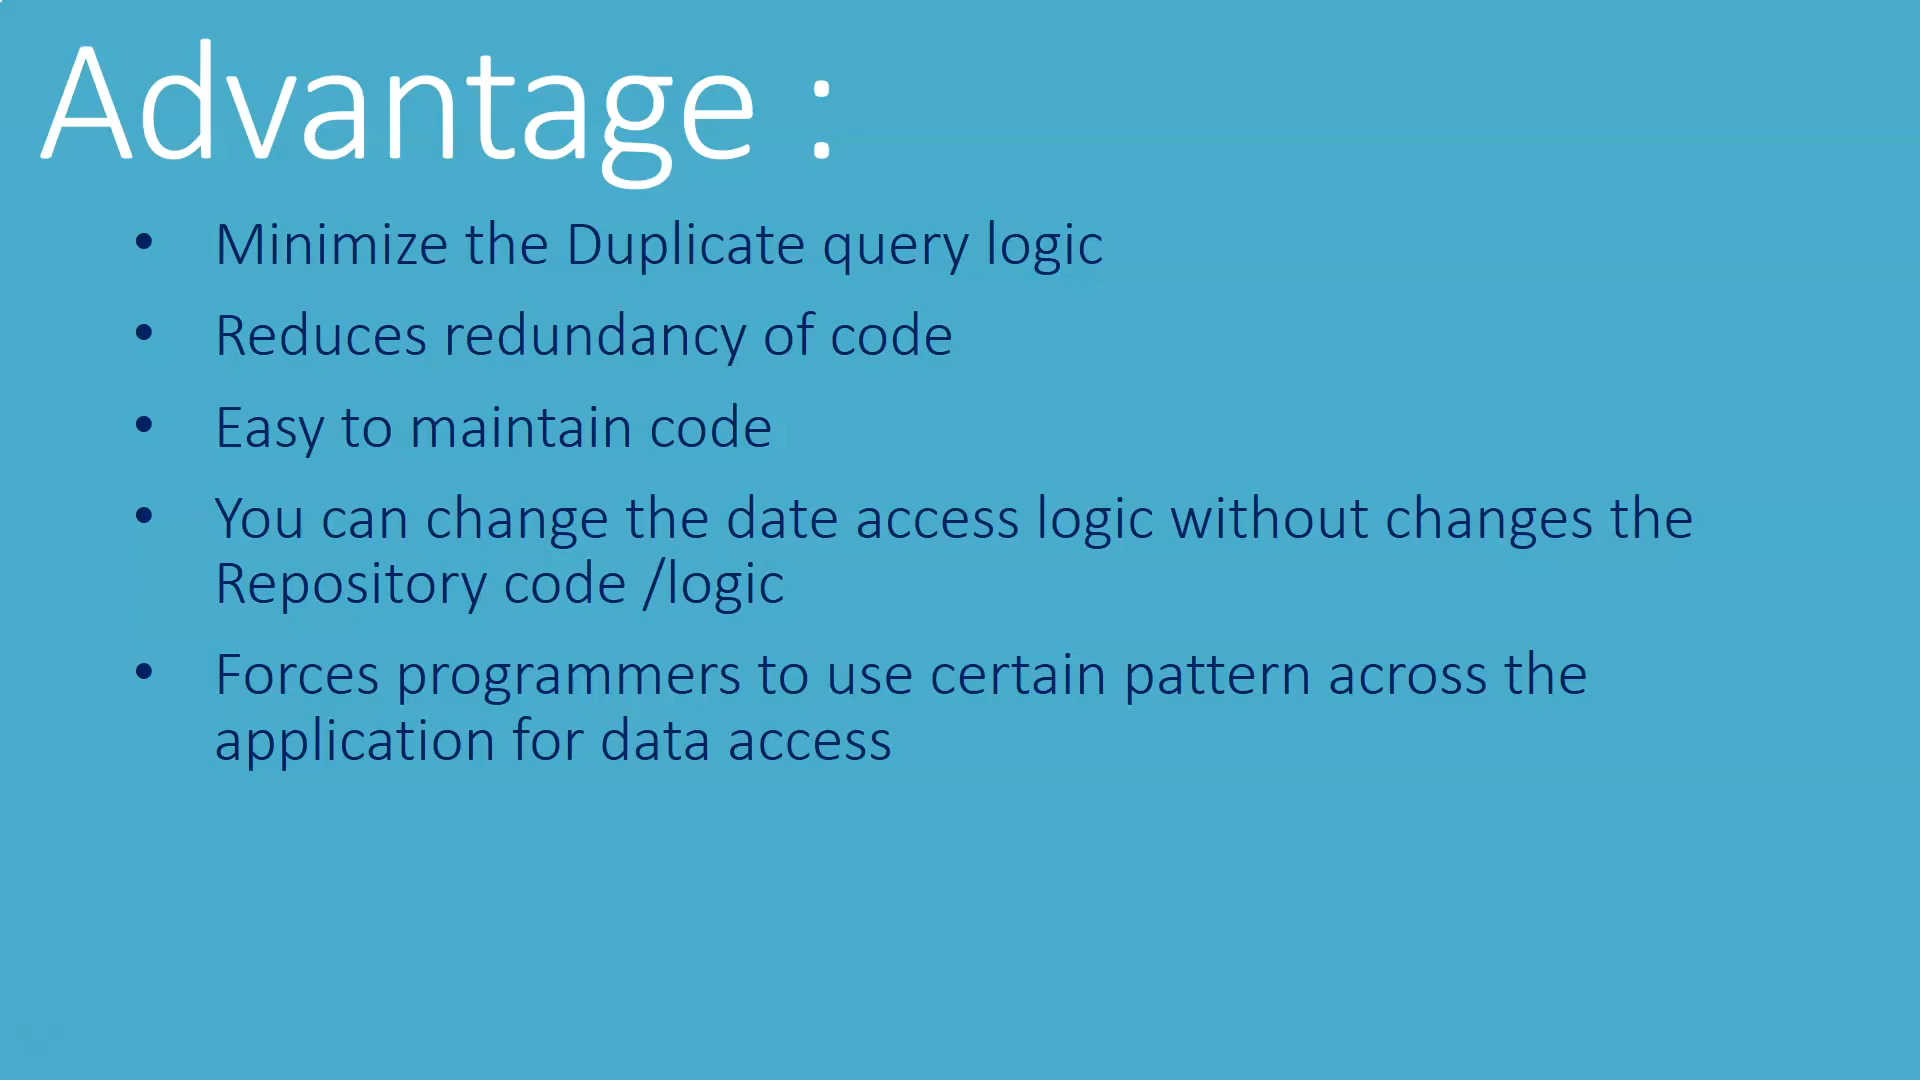 Advantage :
• Minimize the Duplicate query logic
• Reduces redundancy of code
• Easy to maintain code
• You can change the date access logic without changes the
Repository code /logic
• Forces programmers to use certain pattern across the
application for data access